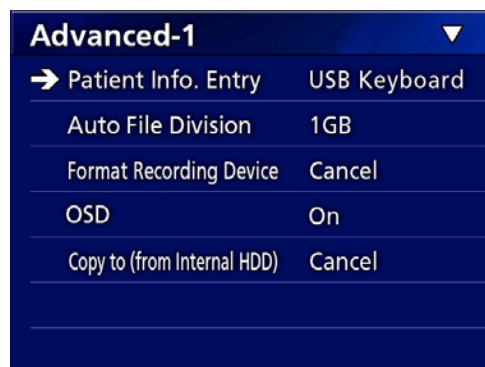 Advanced-1 ▼
➔ Patient Info. Entry USB Keyboard
Auto File Division 1GB
Format Recording Device Cancel
OSD On
Copy to (from Internal HDD) Cancel